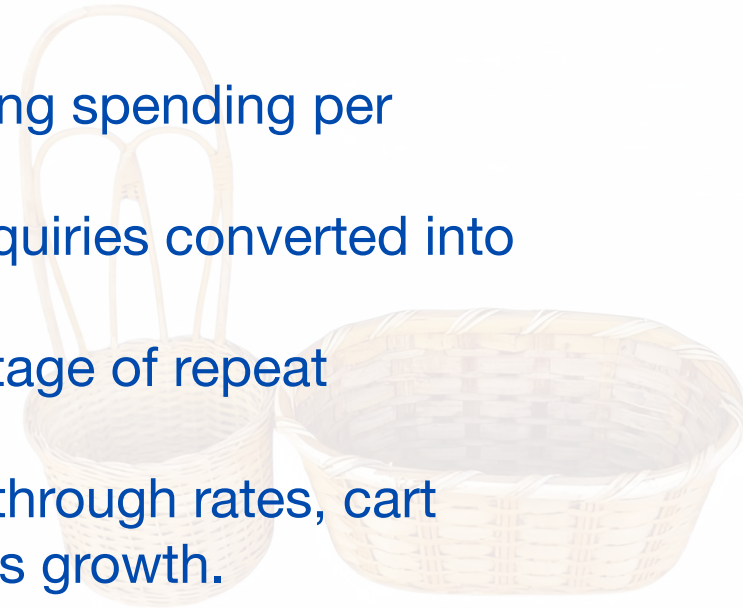 ng spending per
quiries converted into
tage of repeat
through rates, cart
s growth.